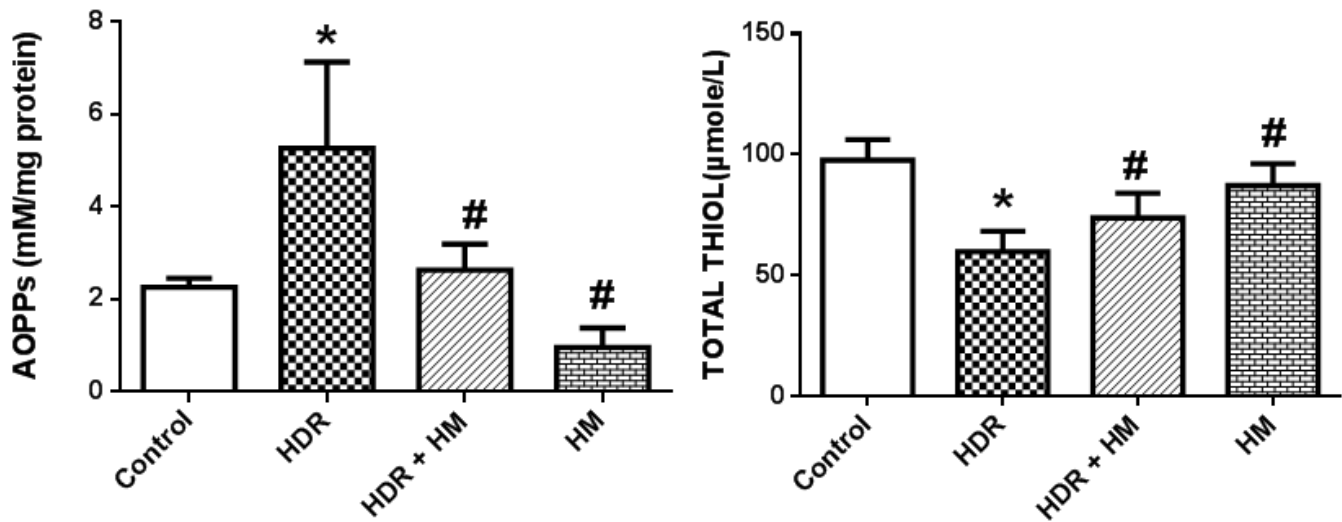 AOPPs (mM/mg protein)
8
6
4
2
0
*
#
#
Control
HDR
HDR + HM
HM
TOTAL THIOL(µmole/L)
150
100
50
0
*
#
#
Control
HDR
HDR + HM
HM